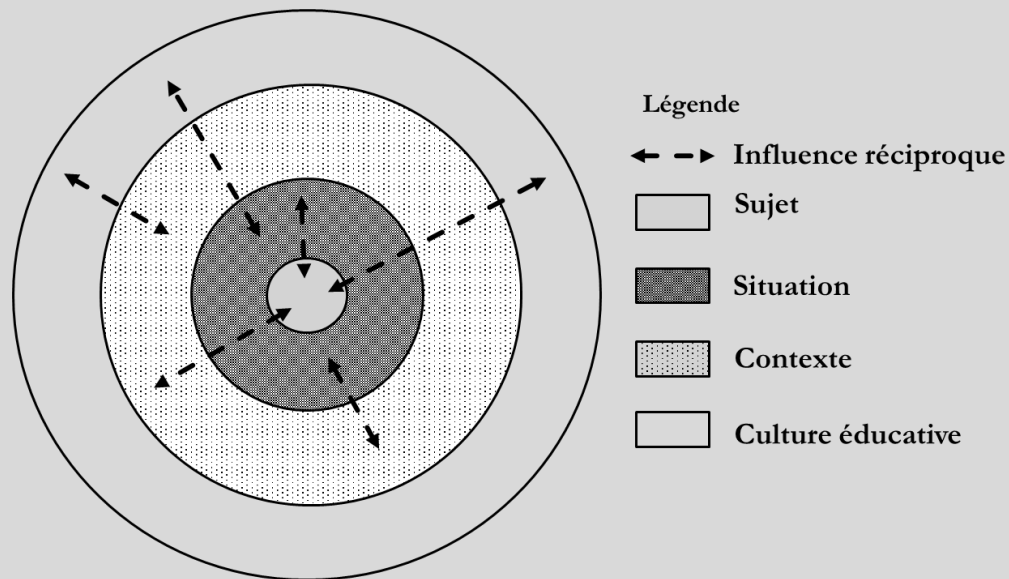 Légende
Influence réciproque
Sujet
Situation
Contexte
Culture éducative